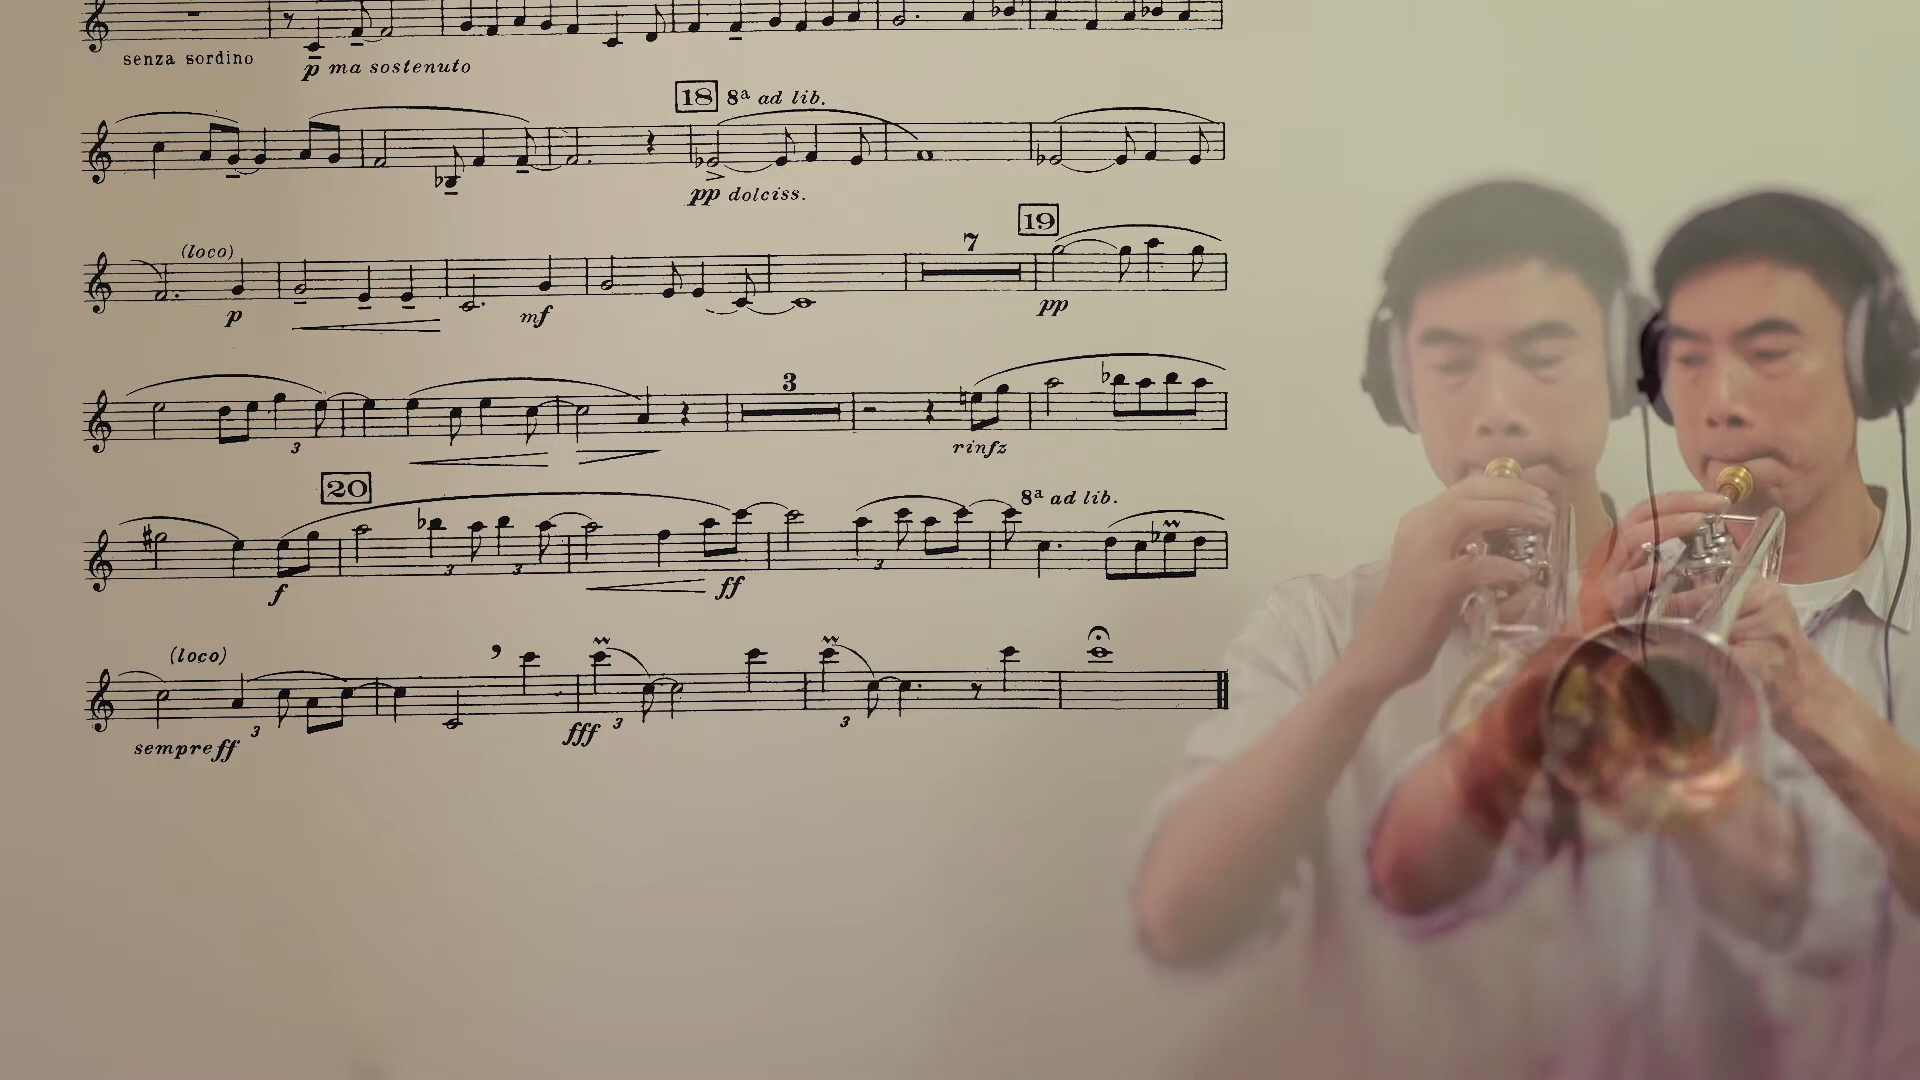 senza sordino
p ma sostenuto
18 8ª ad lib.
pp dolciss.
19
(loco) 7
p mf pp
3
3 rinfz
20 8ª ad lib.
3 3 3
f ff
(loco)
3 3 3
sempre ff fff